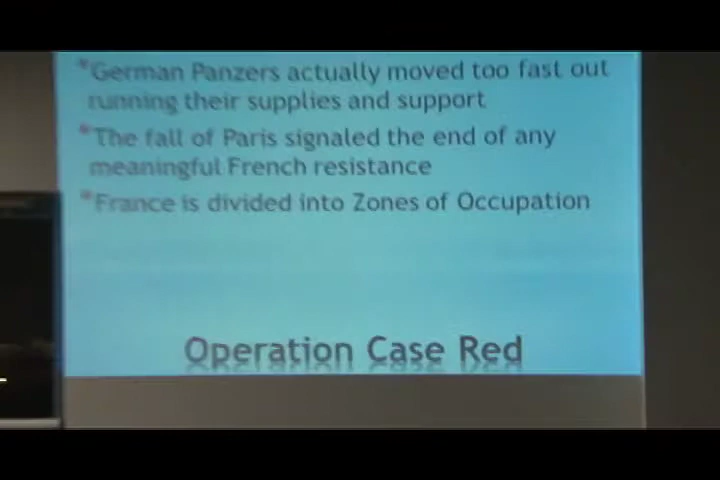 *German Panzers actually moved too fast out
running their supplies and support
*The fall of Paris signaled the end of any
meaningful French resistance
*France is divided into Zones of Occupation
Operation Case Red